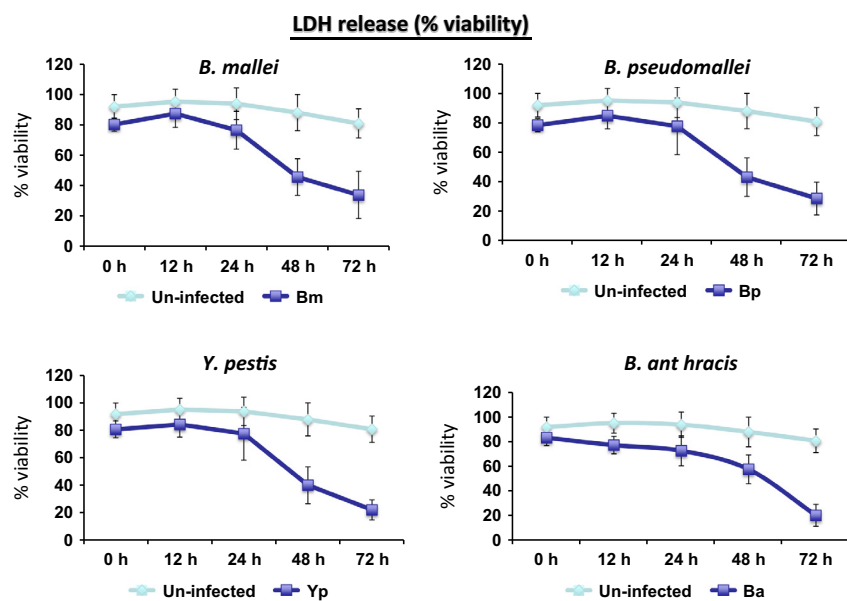 LDH release (% viability)
B. mallei
% viability
120
100
80
60
40
20
0
0 h 12 h 24 h 48 h 72 h
Un-infected Bm
B. pseudomallei
% viability
120
100
80
60
40
20
0
0 h 12 h 24 h 48 h 72 h
Un-infected Bp
Y. pestis
% viability
120
100
80
60
40
20
0
0 h 12 h 24 h 48 h 72 h
Un-infected Yp
B. ant hracis
% viability
120
100
80
60
40
20
0
0 h 12 h 24 h 48 h 72 h
Un-infected Ba